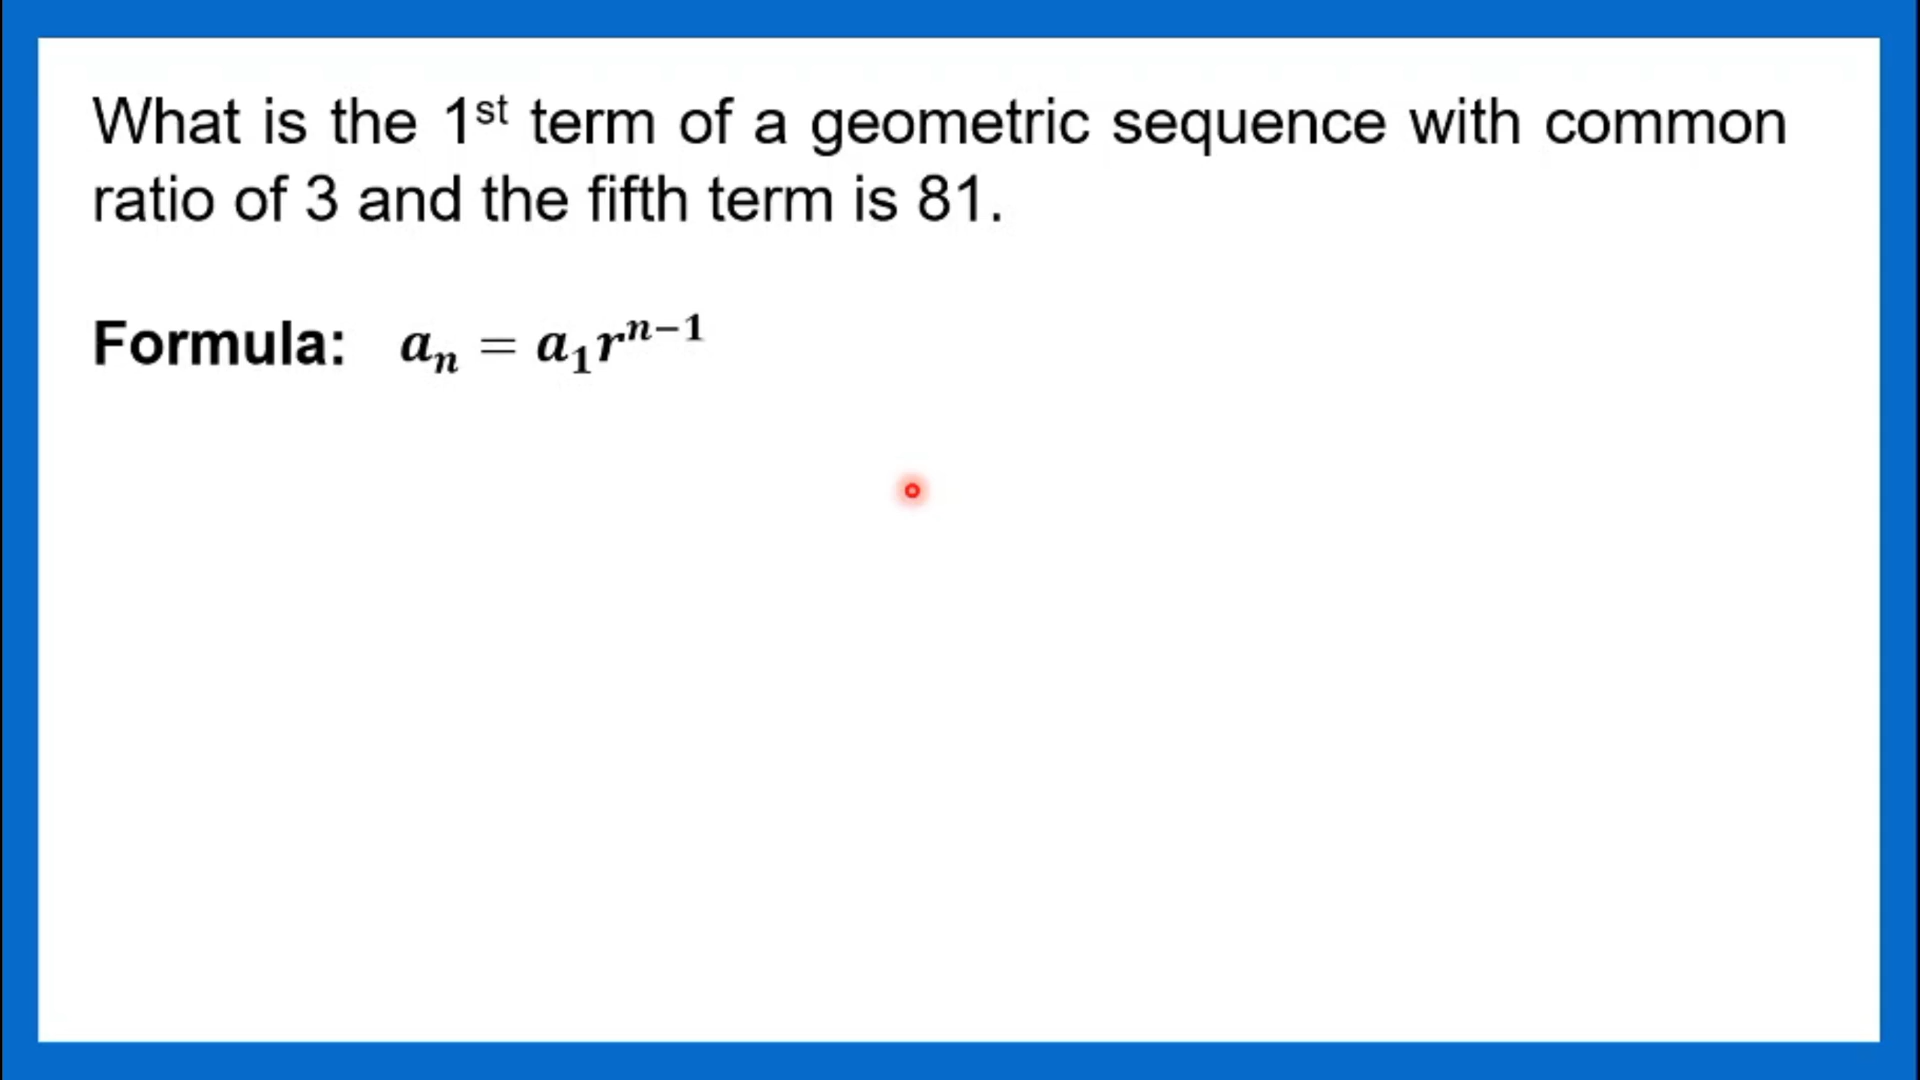 What is the 1st term of a geometric sequence with common
ratio of 3 and the fifth term is 81.
Formula: aₙ = a₁rⁿ⁻¹